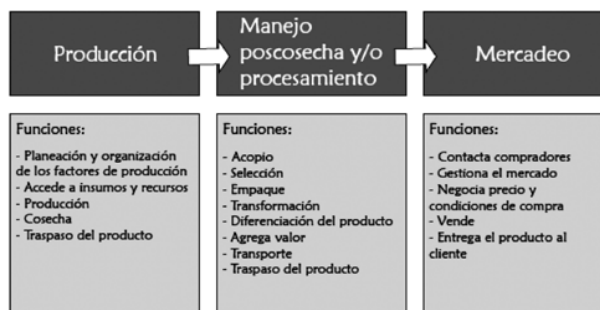 Producción
Manejo
poscosecha y/o
procesamiento
Mercadeo
Funciones:
- Planeación y organización
de los factores de producción
- Accede a insumos y recursos
- Producción
- Cosecha
- Traspaso del producto
Funciones:
- Acopio
- Selección
- Empaque
- Transformación
- Diferenciación del producto
- Agrega valor
- Transporte
- Traspaso del producto
Funciones:
- Contacta compradores
- Gestiona el mercado
- Negocia precio y
condiciones de compra
- Vende
- Entrega el producto al
cliente